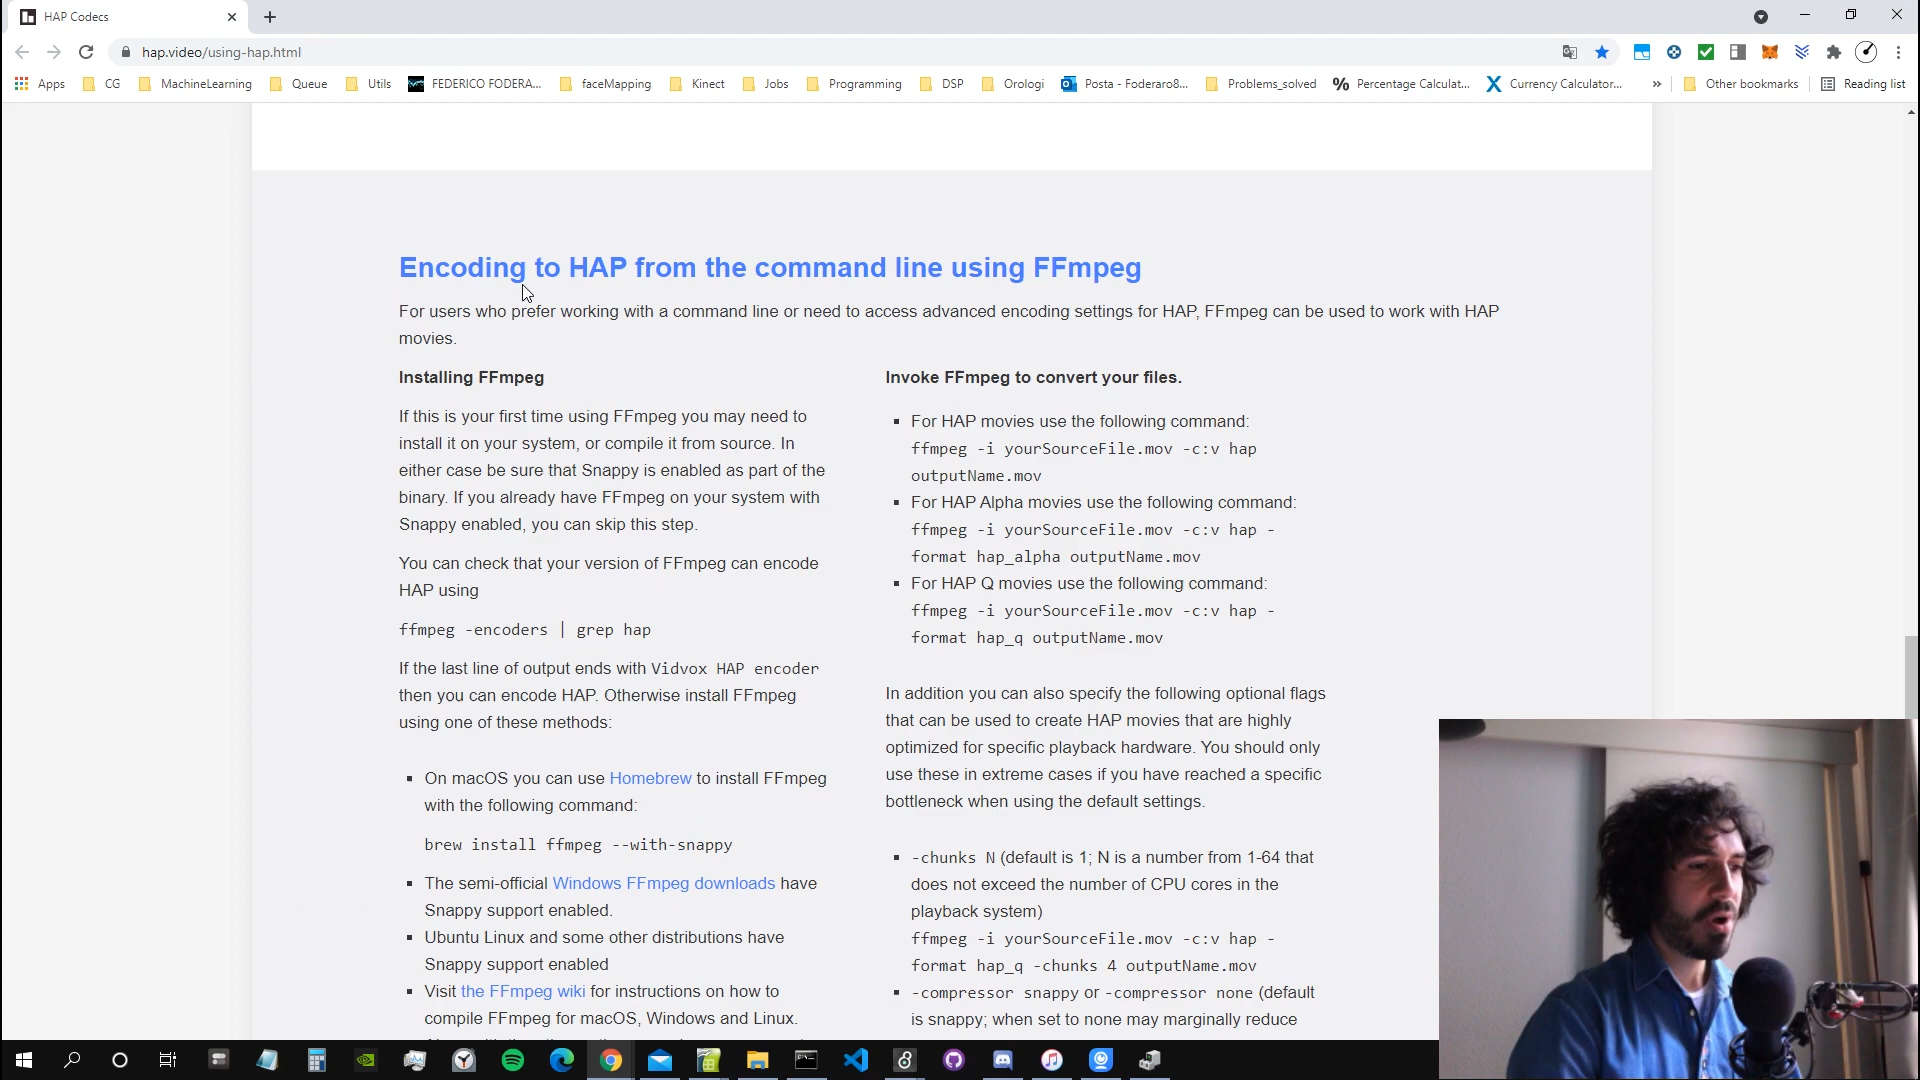 HAP Codecs
hap.video/using-hap.html
Apps CG MachineLearning Queue Utils FEDERICO FODERA... faceMapping Kinect Jobs Programming DSP Orologi Posta - Foderaro8... Problems_solved Percentage Calculat... Currency Calculator... » Other bookmarks Reading list
Encoding to HAP from the command line using FFmpeg
For users who prefer working with a command line or need to access advanced encoding settings for HAP, FFmpeg can be used to work with HAP
movies.
Installing FFmpeg
If this is your first time using FFmpeg you may need to
install it on your system, or compile it from source. In
either case be sure that Snappy is enabled as part of the
binary. If you already have FFmpeg on your system with
Snappy enabled, you can skip this step.
You can check that your version of FFmpeg can encode
HAP using
ffmpeg -encoders | grep hap
If the last line of output ends with Vidvox HAP encoder
then you can encode HAP. Otherwise install FFmpeg
using one of these methods:
▪ On macOS you can use Homebrew to install FFmpeg
with the following command:
brew install ffmpeg --with-snappy
▪ The semi-official Windows FFmpeg downloads have
Snappy support enabled.
▪ Ubuntu Linux and some other distributions have
Snappy support enabled
▪ Visit the FFmpeg wiki for instructions on how to
compile FFmpeg for macOS, Windows and Linux.
Invoke FFmpeg to convert your files.
▪ For HAP movies use the following command:
ffmpeg -i yourSourceFile.mov -c:v hap
outputName.mov
▪ For HAP Alpha movies use the following command:
ffmpeg -i yourSourceFile.mov -c:v hap -
format hap_alpha outputName.mov
▪ For HAP Q movies use the following command:
ffmpeg -i yourSourceFile.mov -c:v hap -
format hap_q outputName.mov
In addition you can also specify the following optional flags
that can be used to create HAP movies that are highly
optimized for specific playback hardware. You should only
use these in extreme cases if you have reached a specific
bottleneck when using the default settings.
▪ -chunks N (default is 1; N is a number from 1-64 that
does not exceed the number of CPU cores in the
playback system)
ffmpeg -i yourSourceFile.mov -c:v hap -
format hap_q -chunks 4 outputName.mov
▪ -compressor snappy or -compressor none (default
is snappy; when set to none may marginally reduce